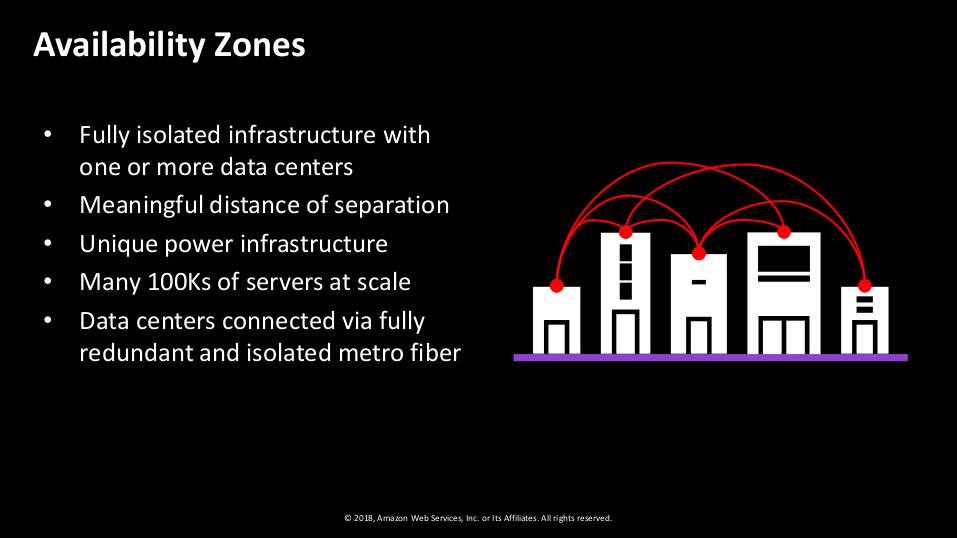 Availability Zones
• Fully isolated infrastructure with
one or more data centers
• Meaningful distance of separation
• Unique power infrastructure
• Many 100Ks of servers at scale
• Data centers connected via fully
redundant and isolated metro fiber
© 2018, Amazon Web Services, Inc. or Its Affiliates. All rights reserved.